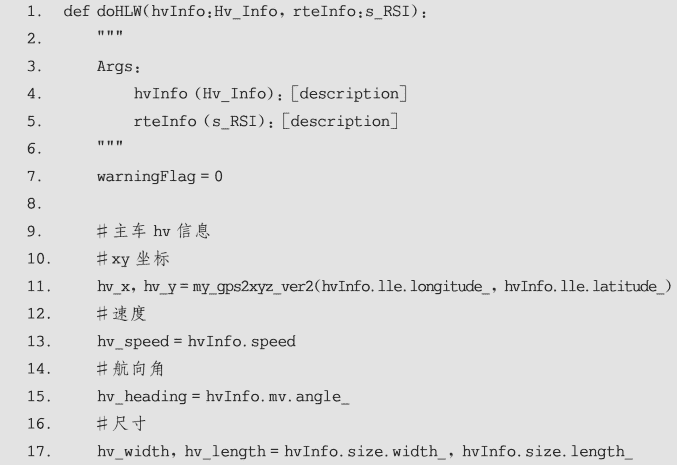 1. def doHLW(hvInfo:Hv_Info, rteInfo:s_RSI):
2. """
3. Args:
4. hvInfo (Hv_Info): [description]
5. rteInfo (s_RSI): [description]
6. """
7. warningFlag = 0
8.
9. #主车 hv 信息
10. #xy 坐标
11. hv_x, hv_y = my_gps2xyz_ver2(hvInfo.lle.longitude_, hvInfo.lle.latitude_)
12. #速度
13. hv_speed = hvInfo.speed
14. #航向角
15. hv_heading = hvInfo.mv.angle_
16. #尺寸
17. hv_width, hv_length = hvInfo.size.width_, hvInfo.size.length_